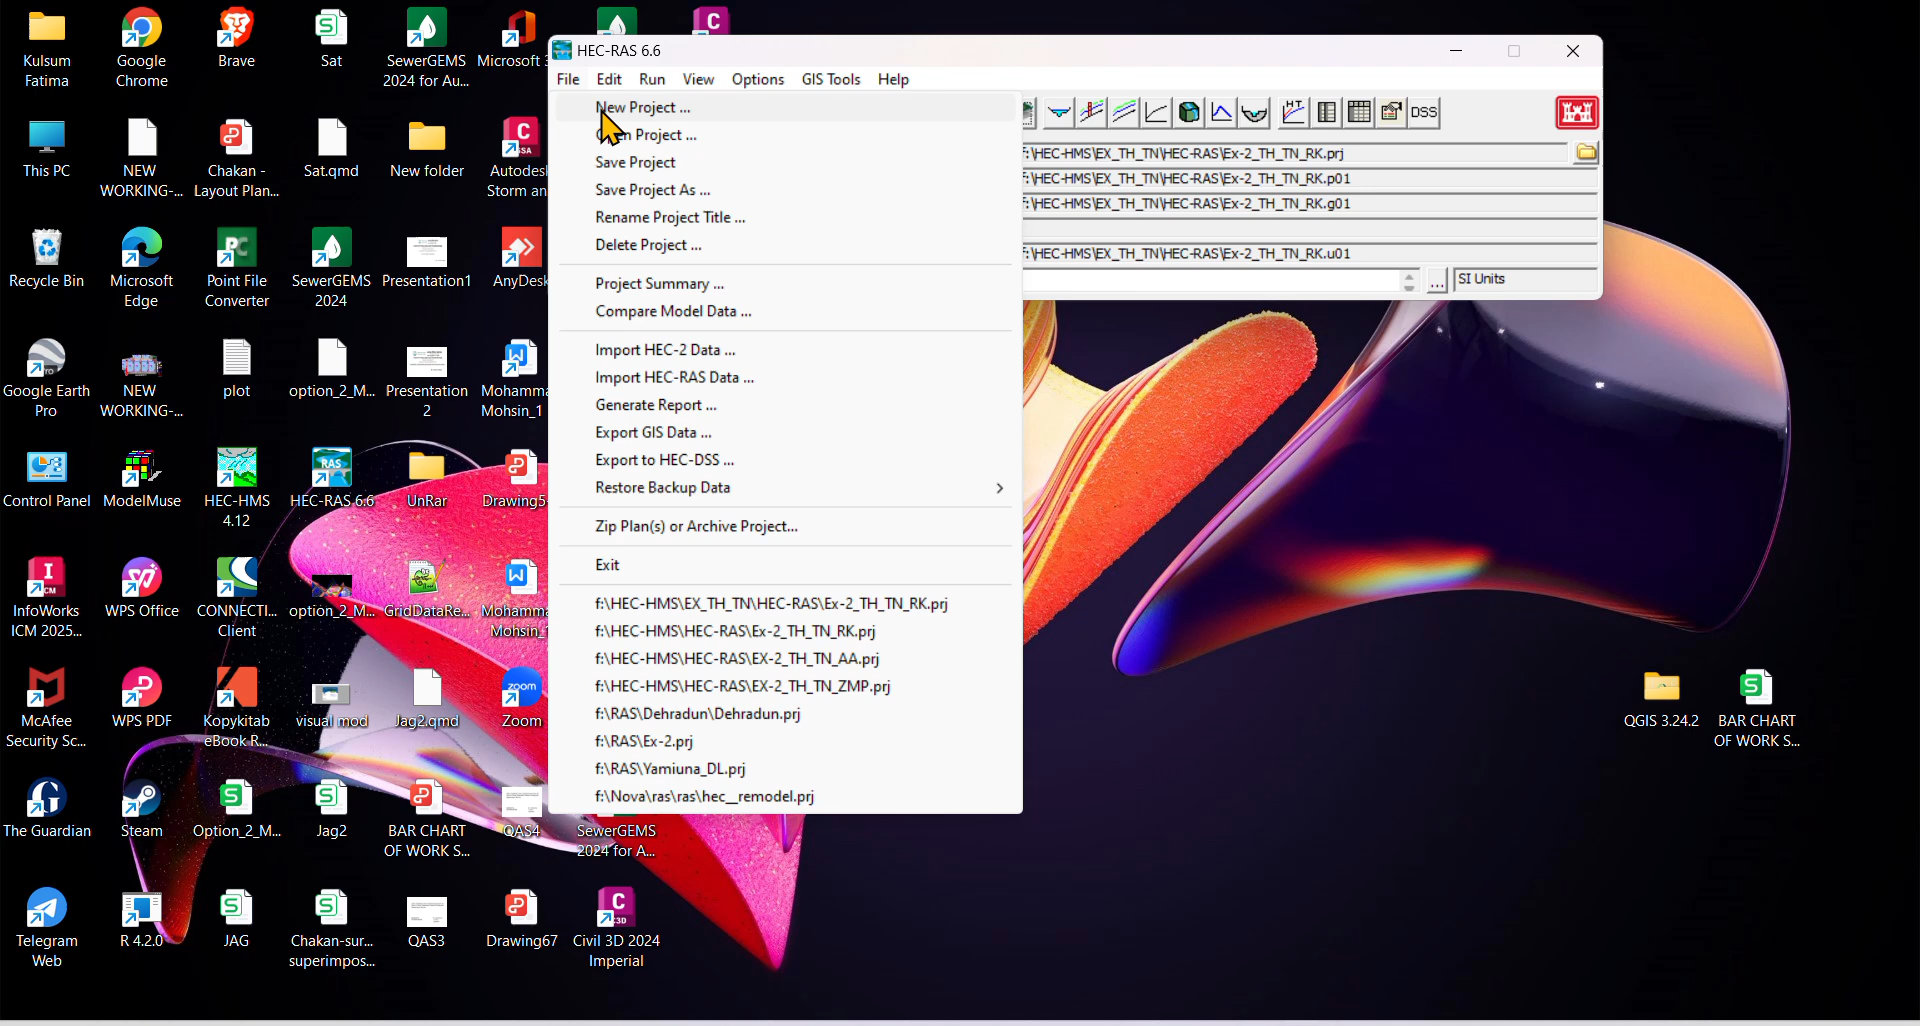 Kulsum
Fatima
Google
Chrome
Brave
Sat
SewerGEMS
2024 for Au...
Microsoft
This PC
NEW
WORKING-...
Chakan -
Layout Plan...
Sat.qmd
New folder
Autodesk
Storm an
Recycle Bin
Microsoft
Edge
Point File
Converter
SewerGEMS
2024
Presentation1
AnyDesk
Google Earth
Pro
NEW
WORKING-...
plot
option_2_M...
Presentation
2
Mohamma
Mohsin_1
Control Panel
ModelMuse
HEC-HMS
4.12
HEC-RAS 6.6
UnRar
Drawing5-
InfoWorks
ICM 2025...
WPS Office
CONNECTI...
Client
option_2_M...
GridDataRe...
Mohamma
Mohsin_
McAfee
Security Sc...
WPS PDF
Kopykitab
eBook R...
visual mod
Jag2.qmd
Zoom
The Guardian
Steam
Option_2_M...
Jag2
BAR CHART
OF WORK S...
QAS4
SewerGEMS
2024 for A...
Telegram
Web
R 4.2.0
JAG
Chakan-sur...
superimpos...
QAS3
Drawing67
Civil 3D 2024
Imperial
QGIS 3.24.2
BAR CHART
OF WORK S...
HEC-RAS 6.6
File Edit Run View Options GIS Tools Help
New Project ...
Project ...
Save Project
Save Project As ...
Rename Project Title ...
Delete Project ...
Project Summary ...
Compare Model Data ...
Import HEC-2 Data ...
Import HEC-RAS Data ...
Generate Report ...
Export GIS Data ...
Export to HEC-DSS ...
Restore Backup Data
Zip Plan(s) or Archive Project...
Exit
f:\HEC-HMS\EX_TH_TN\HEC-RAS\Ex-2_TH_TN_RK.prj
f:\HEC-HMS\HEC-RAS\Ex-2_TH_TN_RK.prj
f:\HEC-HMS\HEC-RAS\EX-2_TH_TN_AA.prj
f:\HEC-HMS\HEC-RAS\EX-2_TH_TN_ZMP.prj
f:\RAS\Dehradun\Dehradun.prj
f:\RAS\Ex-2.prj
f:\RAS\Yamiuna_DL.prj
f:\Nova\ras\ras\hec__remodel.prj
DSS
f:\HEC-HMS\EX_TH_TN\HEC-RAS\Ex-2_TH_TN_RK.prj
f:\HEC-HMS\EX_TH_TN\HEC-RAS\Ex-2_TH_TN_RK.p01
f:\HEC-HMS\EX_TH_TN\HEC-RAS\Ex-2_TH_TN_RK.g01
f:\HEC-HMS\EX_TH_TN\HEC-RAS\Ex-2_TH_TN_RK.u01
...
SI Units